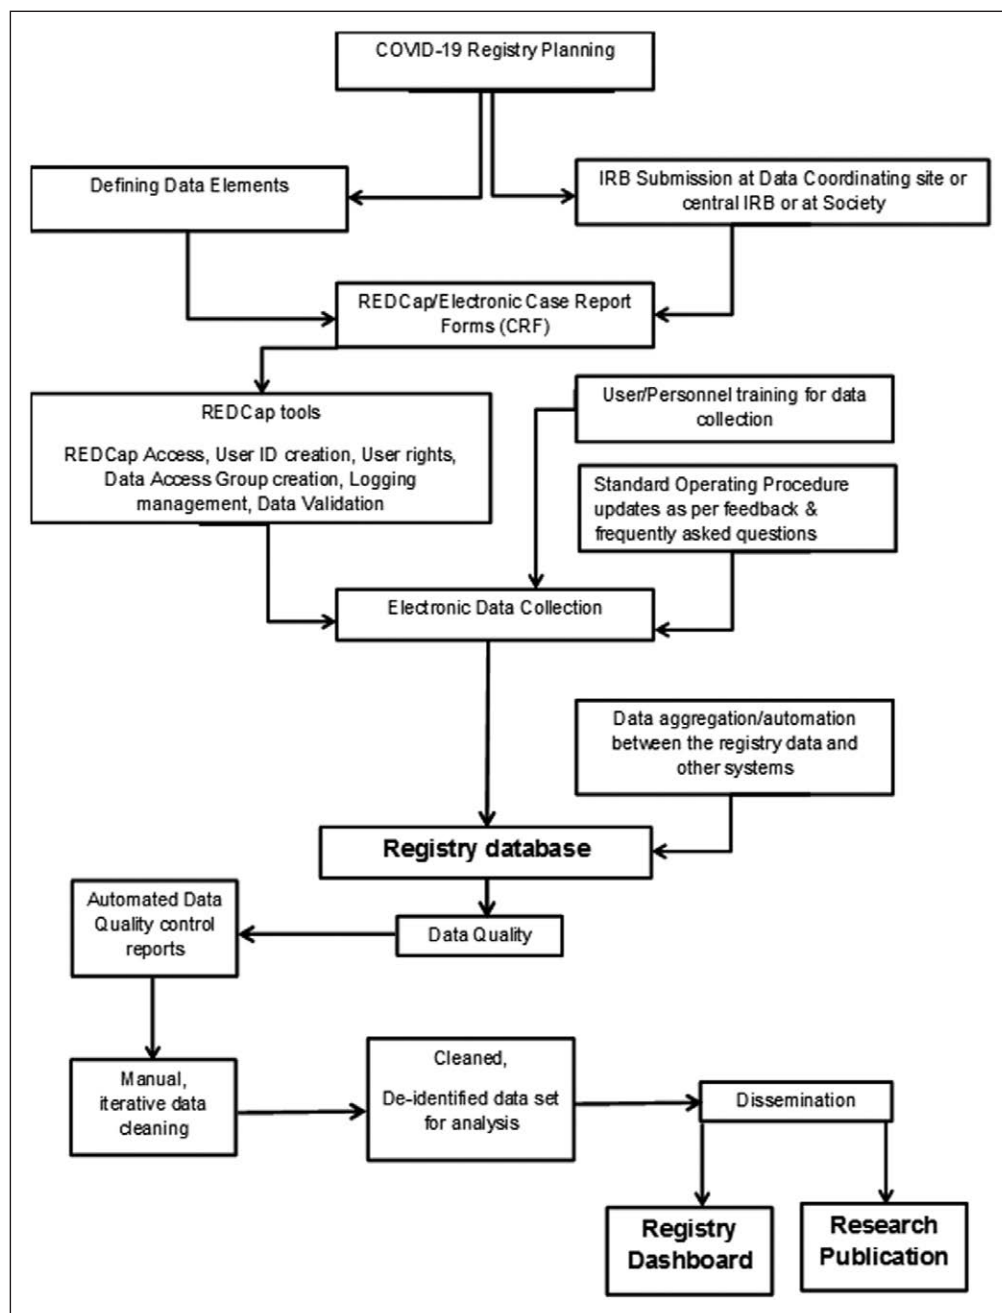 COVID-19 Registry Planning
Defining Data Elements
IRB Submission at Data Coordinating site or
central IRB or at Society
REDCap/Electronic Case Report
Forms (CRF)
REDCap tools
REDCap Access, User ID creation, User rights,
Data Access Group creation, Logging
management, Data Validation
User/Personnel training for data
collection
Standard Operating Procedure
updates as per feedback &
frequently asked questions
Electronic Data Collection
Data aggregation/automation
between the registry data and
other systems
Registry database
Automated Data
Quality control
reports
Data Quality
Manual,
iterative data
cleaning
Cleaned,
De-identified data set
for analysis
Dissemination
Registry
Dashboard
Research
Publication